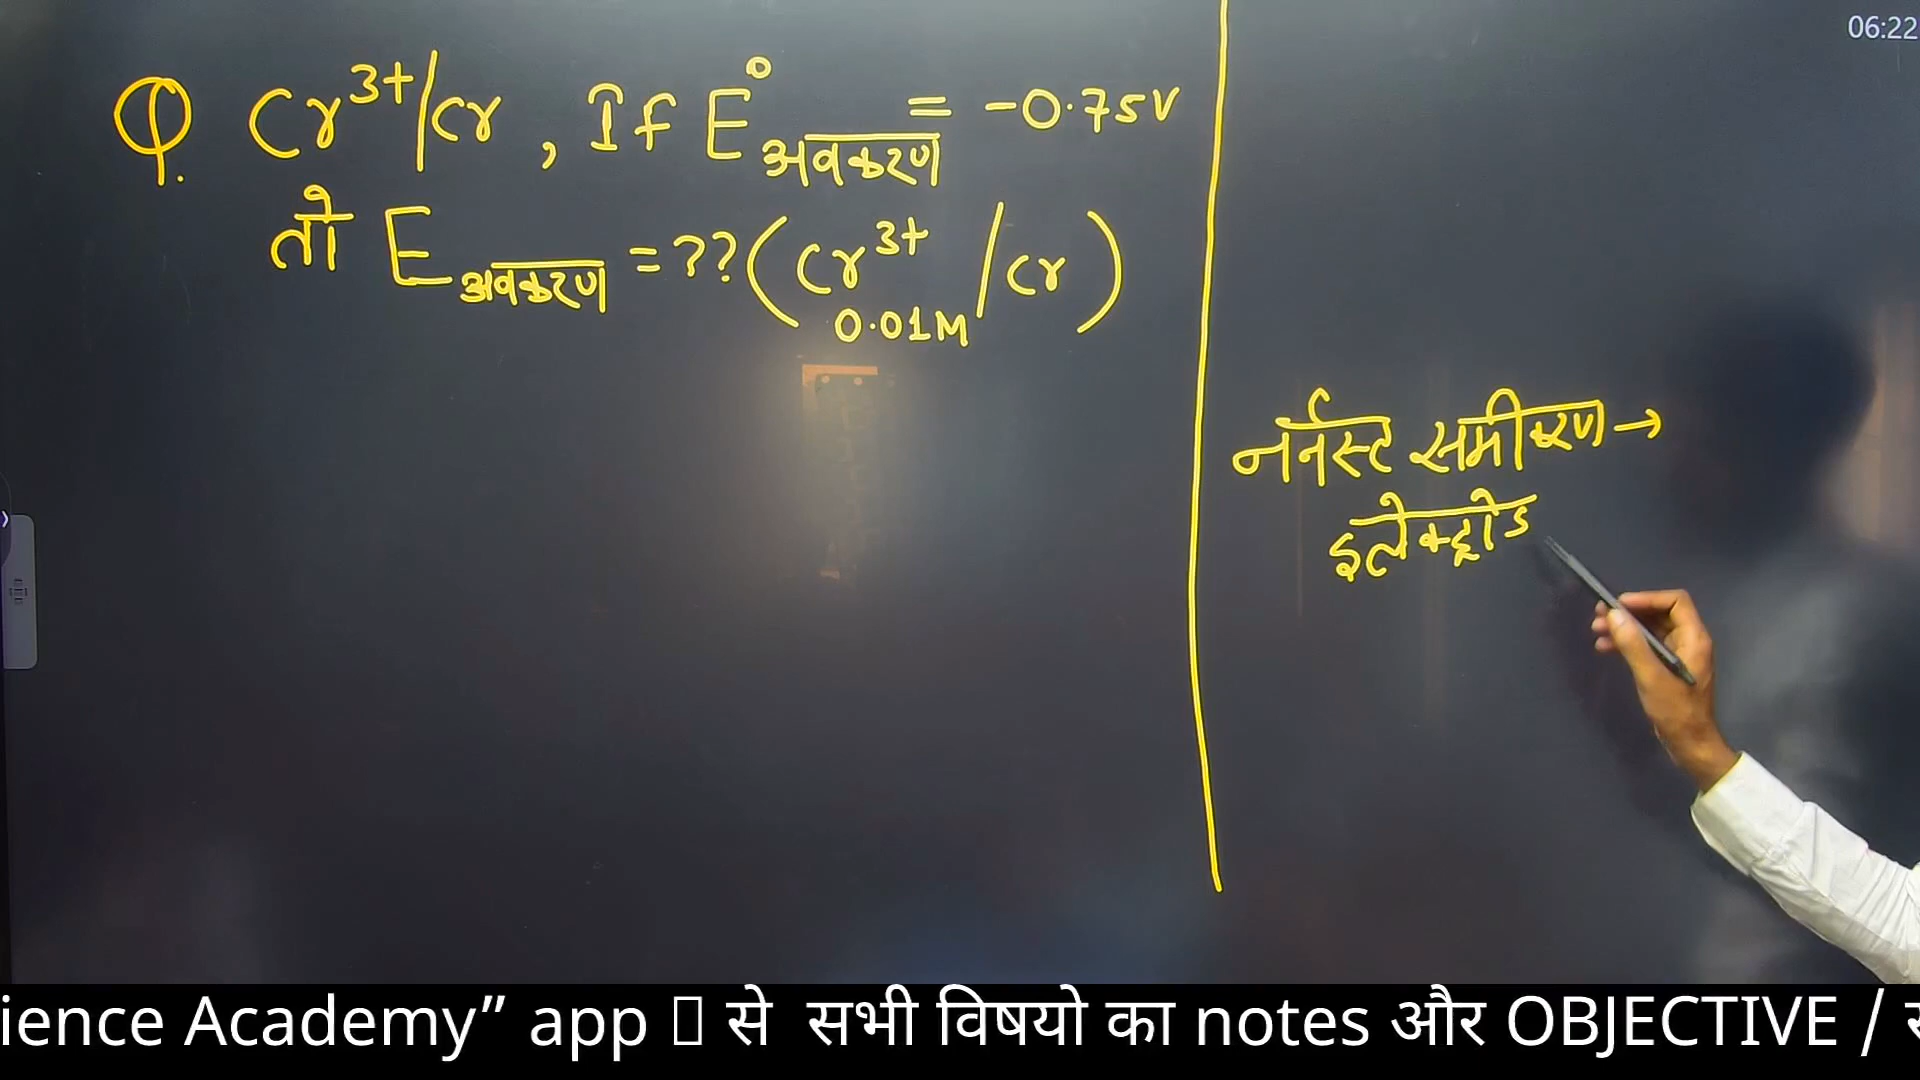 06:22
Q. Cr³⁺/Cr , If E°अवकरण = -0.75V
तो E अवकरण = ?? (Cr³⁺/Cr)
0.01M
नर्नस्ट समीकरण →
इलेक्ट्रोड
ience Academy” app से सभी विषयो का notes और OBJECTIVE /